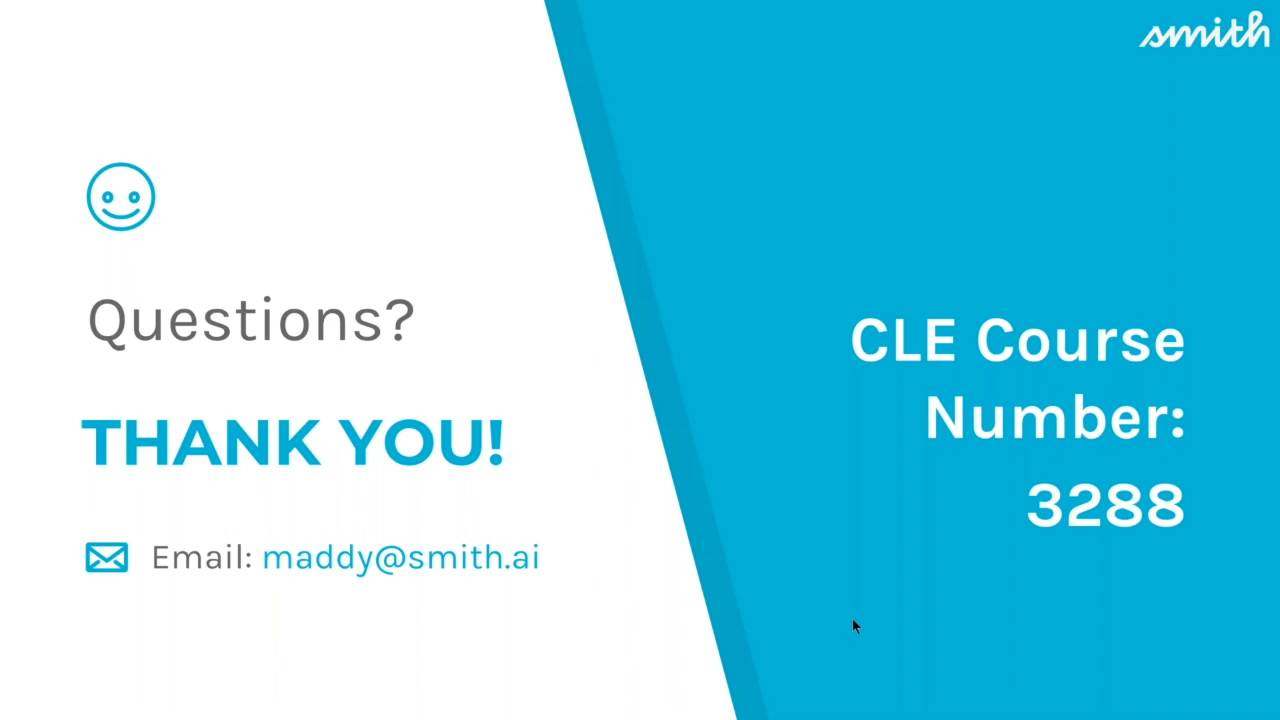 smith
Questions?
THANK YOU!
Email: maddy@smith.ai
CLE Course
Number:
3288